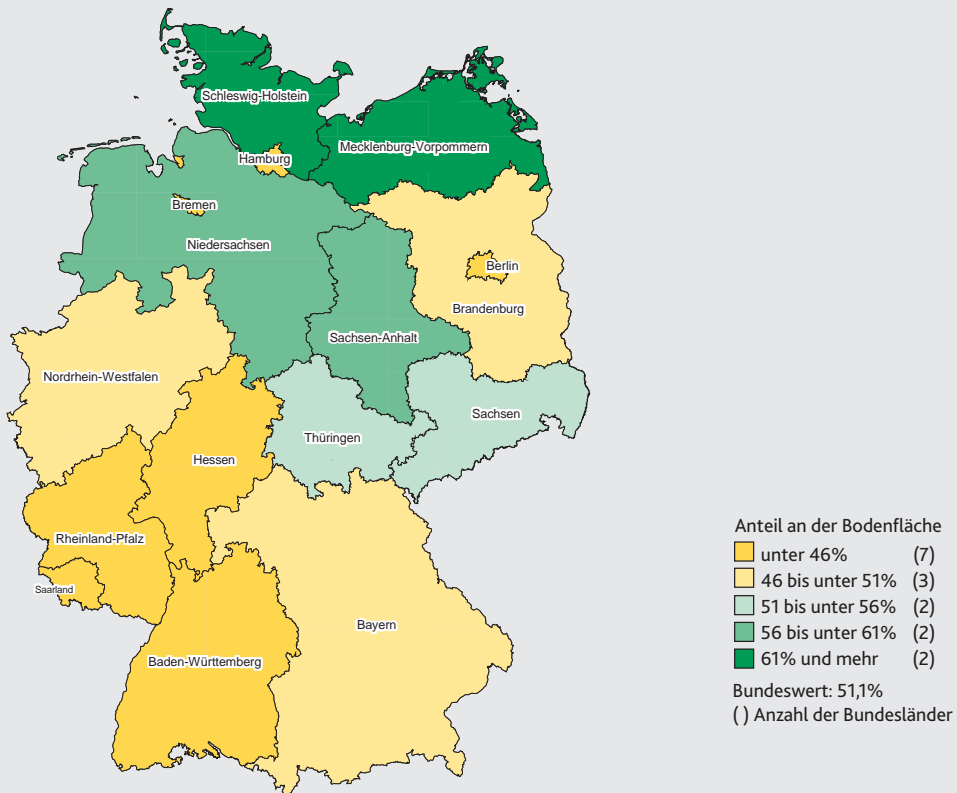 Schleswig-Holstein
Mecklenburg-Vorpommern
Hamburg
Bremen
Niedersachsen
Berlin
Brandenburg
Sachsen-Anhalt
Nordrhein-Westfalen
Sachsen
Thüringen
Hessen
Rheinland-Pfalz
Saarland
Bayern
Baden-Württemberg
Anteil an der Bodenfläche
unter 46% (7)
46 bis unter 51% (3)
51 bis unter 56% (2)
56 bis unter 61% (2)
61% und mehr (2)
Bundeswert: 51,1%
( ) Anzahl der Bundesländer